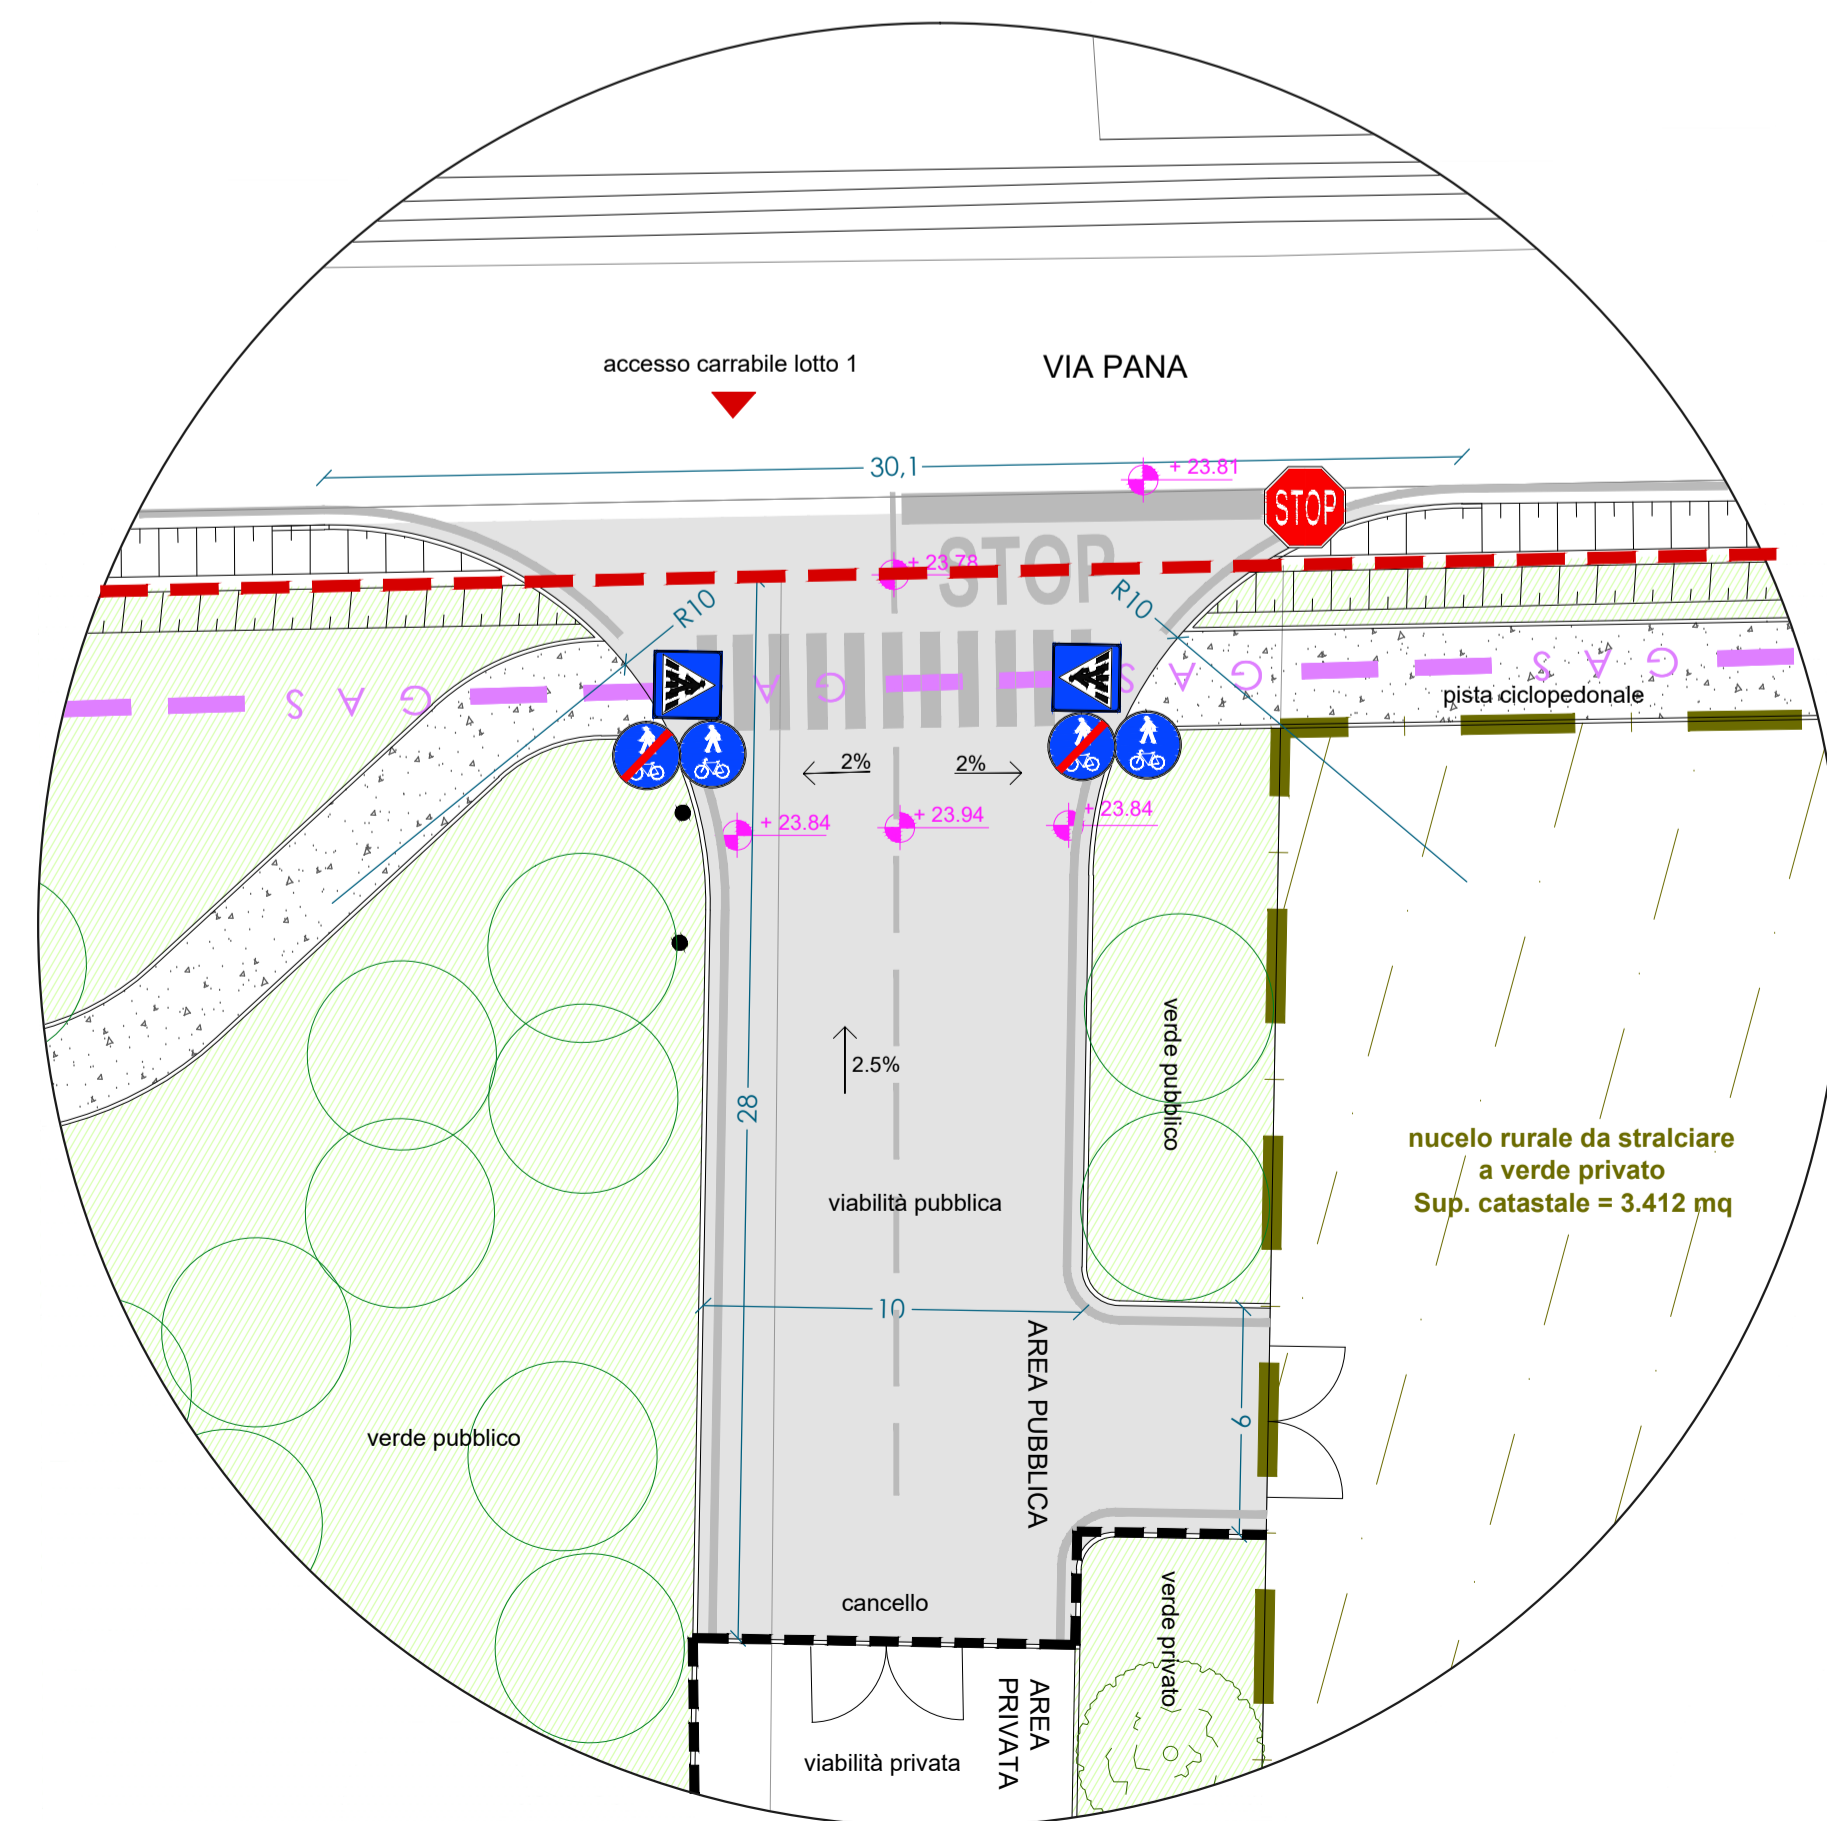 accesso carrabile lotto 1
VIA PANA
30,1
+ 23.81
STOP
STOP
+ 23.78
R10
R10
G A S
G A
S
G A S
G A S
pista ciclopedonale
2%
2%
+ 23.84
+ 23.94
+ 23.84
2.5%
28
verde pubblico
nucelo rurale da stralciare
a verde privato
Sup. catastale = 3.412 mq
viabilità pubblica
10
AREA PUBBLICA
6
verde pubblico
cancello
verde privato
AREA
PRIVATA
viabilità privata